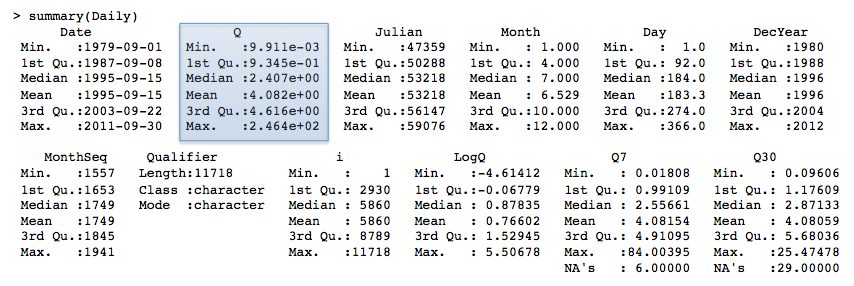 > summary(Daily)
      Date                  Q                 Julian          Month             Day           DecYear
 Min.   :1979-09-01   Min.   :9.911e-03   Min.   :47359   Min.   : 1.000   Min.   :  1.0   Min.   :1980
 1st Qu.:1987-09-08   1st Qu.:9.345e-01   1st Qu.:50288   1st Qu.: 4.000   1st Qu.: 92.0   1st Qu.:1988
 Median :1995-09-15   Median :2.407e+00   Median :53218   Median : 7.000   Median :184.0   Median :1996
 Mean   :1995-09-15   Mean   :4.082e+00   Mean   :53218   Mean   : 6.529   Mean   :183.3   Mean   :1996
 3rd Qu.:2003-09-22   3rd Qu.:4.616e+00   3rd Qu.:56147   3rd Qu.:10.000   3rd Qu.:274.0   3rd Qu.:2004
 Max.   :2011-09-30   Max.   :2.464e+02   Max.   :59076   Max.   :12.000   Max.   :366.0   Max.   :2012
    MonthSeq     Qualifier               i              LogQ                Q7                Q30
 Min.   :1557   Length:11718       Min.   :    1   Min.   :-4.61412   Min.   : 0.01808   Min.   : 0.09606
 1st Qu.:1653   Class :character   1st Qu.: 2930   1st Qu.:-0.06779   1st Qu.: 0.99109   1st Qu.: 1.17609
 Median :1749   Mode  :character   Median : 5860   Median : 0.87835   Median : 2.55661   Median : 2.87133
 Mean   :1749                      Mean   : 5860   Mean   : 0.76602   Mean   : 4.08154   Mean   : 4.08059
 3rd Qu.:1845                      3rd Qu.: 8789   3rd Qu.: 1.52945   3rd Qu.: 4.91095   3rd Qu.: 5.68036
 Max.   :1941                      Max.   :11718   Max.   : 5.50678   Max.   :84.00395   Max.   :25.47478
                                                                      NA's   : 6.00000   NA's   :29.00000